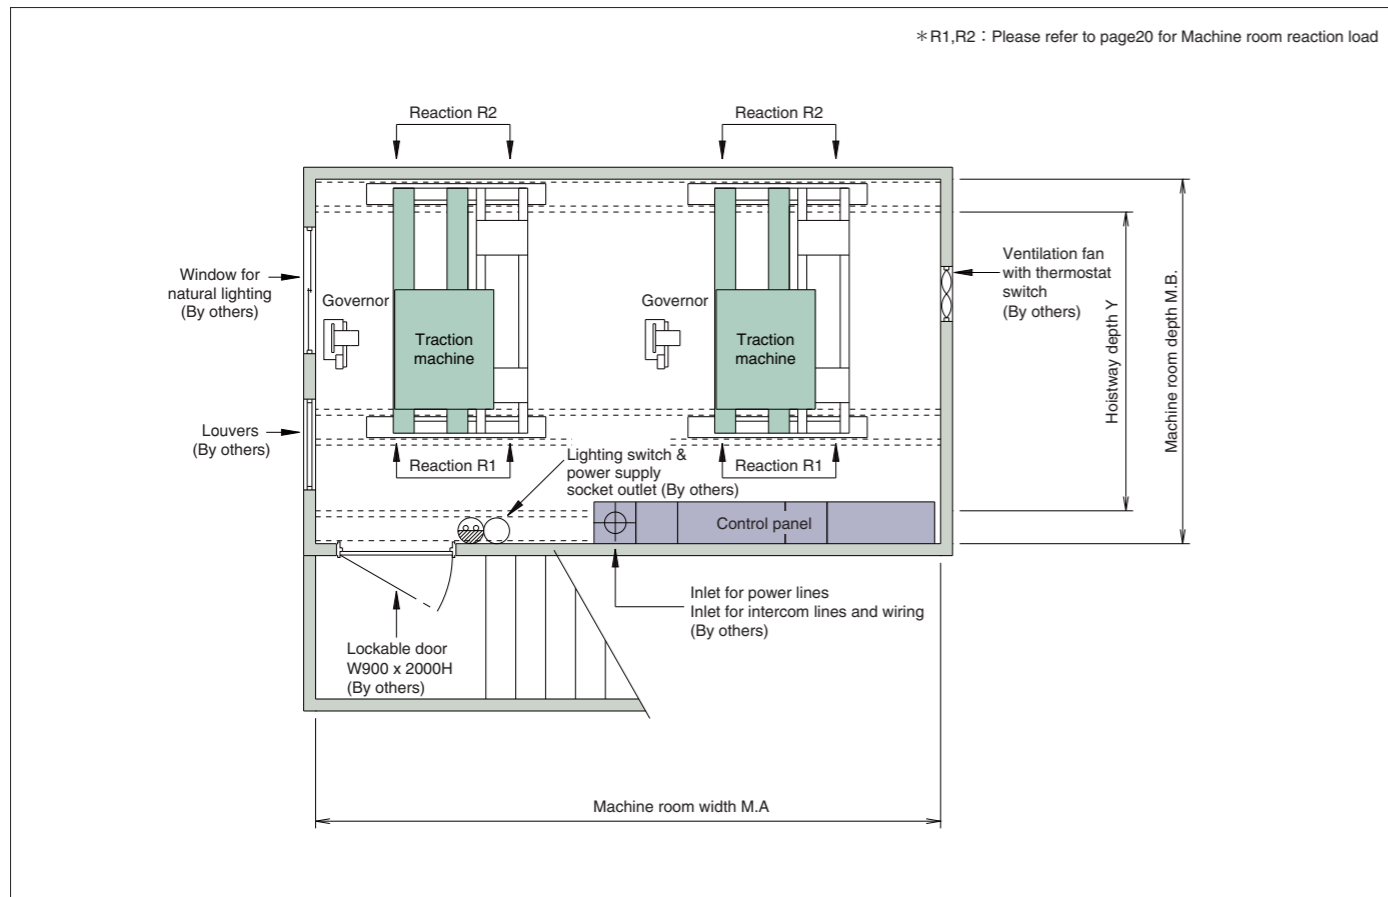 ＊R1,R2：Please refer to page20 for Machine room reaction load
Reaction R2
Reaction R2
Window for
natural lighting
(By others)
Governor
Traction
machine
Governor
Traction
machine
Ventilation fan
with thermostat
switch
(By others)
Hoistway depth Y
Machine room depth M.B.
Louvers
(By others)
Reaction R1
Lighting switch &
power supply
socket outlet (By others)
Reaction R1
Control panel
Inlet for power lines
Inlet for intercom lines and wiring
(By others)
Lockable door
W900 x 2000H
(By others)
Machine room width M.A